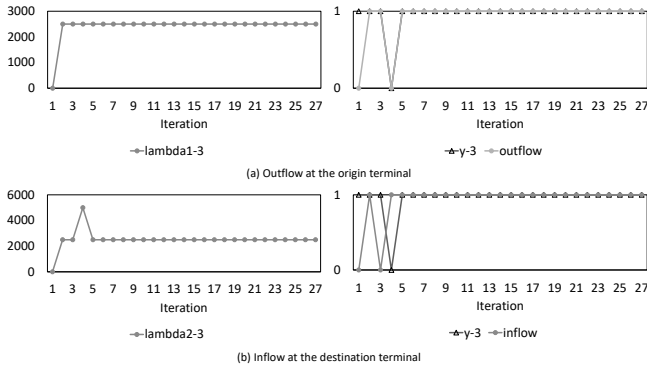 3000
2500
2000
1500
1000
500
0
1 3 5 7 9 11 13 15 17 19 21 23 25 27
Iteration
lambda1-3
1
0
1 3 5 7 9 11 13 15 17 19 21 23 25 27
Iteration
y-3 outflow
(a) Outflow at the origin terminal
6000
4000
2000
0
1 3 5 7 9 11 13 15 17 19 21 23 25 27
Iteration
lambda2-3
1
0
1 3 5 7 9 11 13 15 17 19 21 23 25 27
Iteration
y-3 inflow
(b) Inflow at the destination terminal